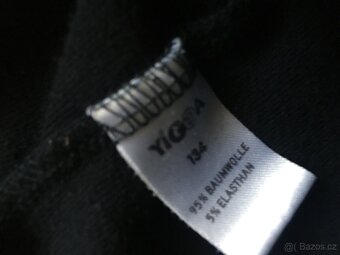 YIGGA
134
95% BAUMWOLLE
5% ELASTHAN
© Bazos.cz